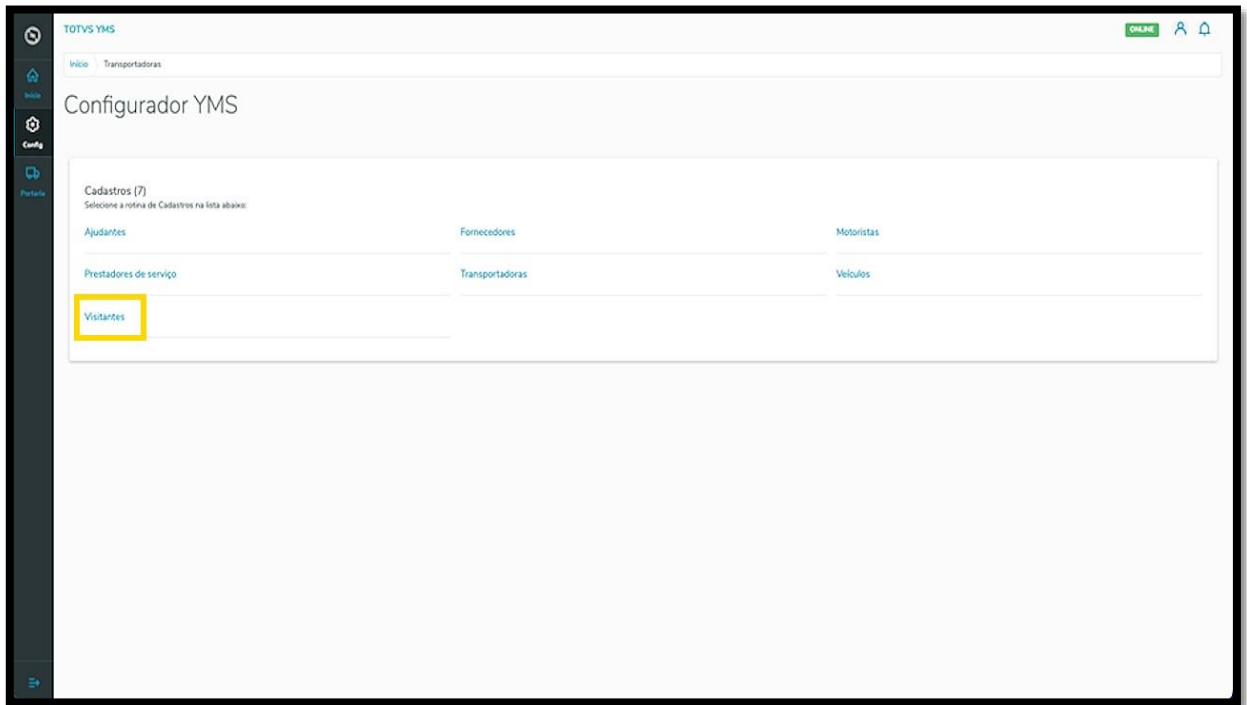 TOTVS YMS
ONLINE
Início
Transportadoras
Início
Config
Portaria
Configurador YMS
Cadastros (7)
Selecione a rotina de Cadastros na lista abaixo:
Ajudantes
Fornecedores
Motoristas
Prestadores de serviço
Transportadoras
Veículos
Visitantes